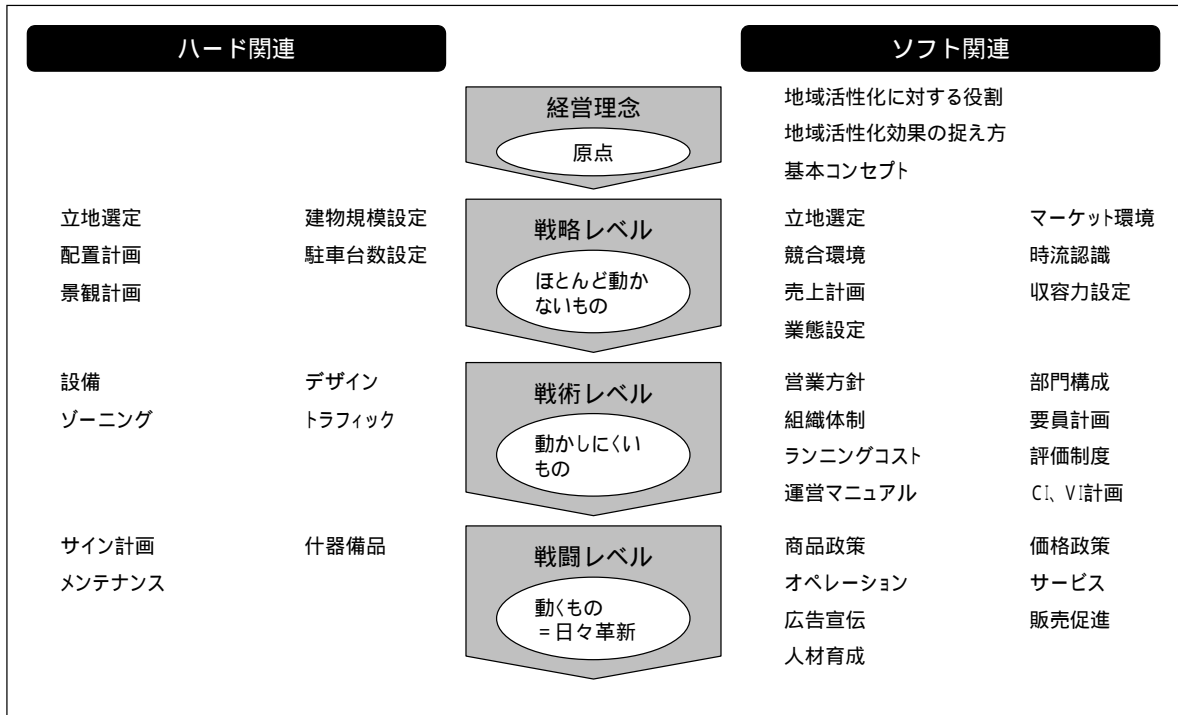 ハード関連
ソフト関連
経営理念
原点
地域活性化に対する役割
地域活性化効果の捉え方
基本コンセプト
立地選定 建物規模設定
配置計画 駐車台数設定
景観計画
戦略レベル
ほとんど動か
ないもの
立地選定 マーケット環境
競合環境 時流認識
売上計画 収容力設定
業態設定
設備 デザイン
ゾーニング トラフィック
戦術レベル
動かしにくい
もの
営業方針 部門構成
組織体制 要員計画
ランニングコスト 評価制度
運営マニュアル CI、VI計画
サイン計画 什器備品
メンテナンス
戦闘レベル
動くもの
=日々革新
商品政策 価格政策
オペレーション サービス
広告宣伝 販売促進
人材育成